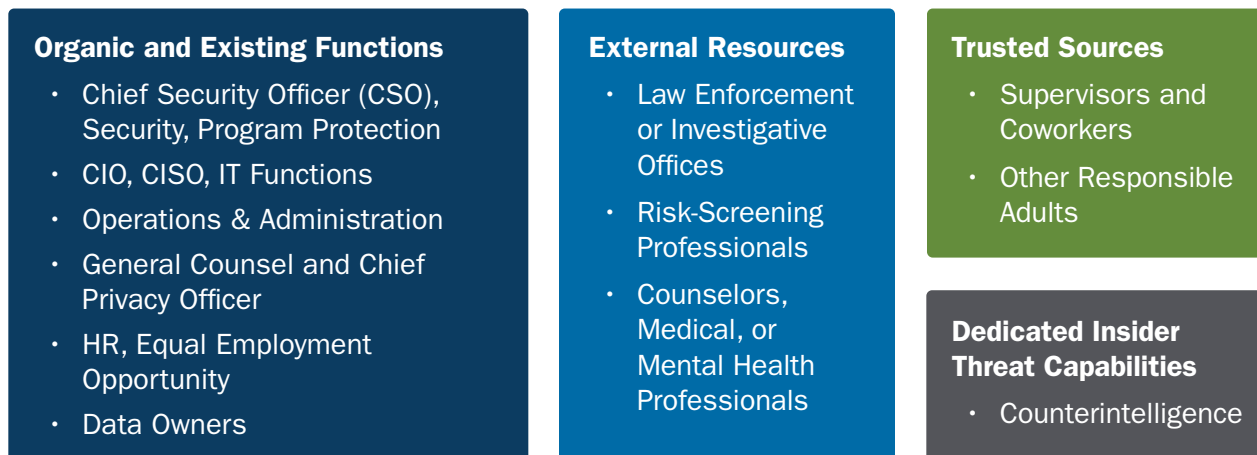 Organic and Existing Functions
· Chief Security Officer (CSO),
Security, Program Protection
· CIO, CISO, IT Functions
· Operations & Administration
· General Counsel and Chief
Privacy Officer
· HR, Equal Employment
Opportunity
· Data Owners
External Resources
· Law Enforcement
or Investigative
Offices
· Risk-Screening
Professionals
· Counselors,
Medical, or
Mental Health
Professionals
Trusted Sources
· Supervisors and
Coworkers
· Other Responsible
Adults
Dedicated Insider
Threat Capabilities
· Counterintelligence